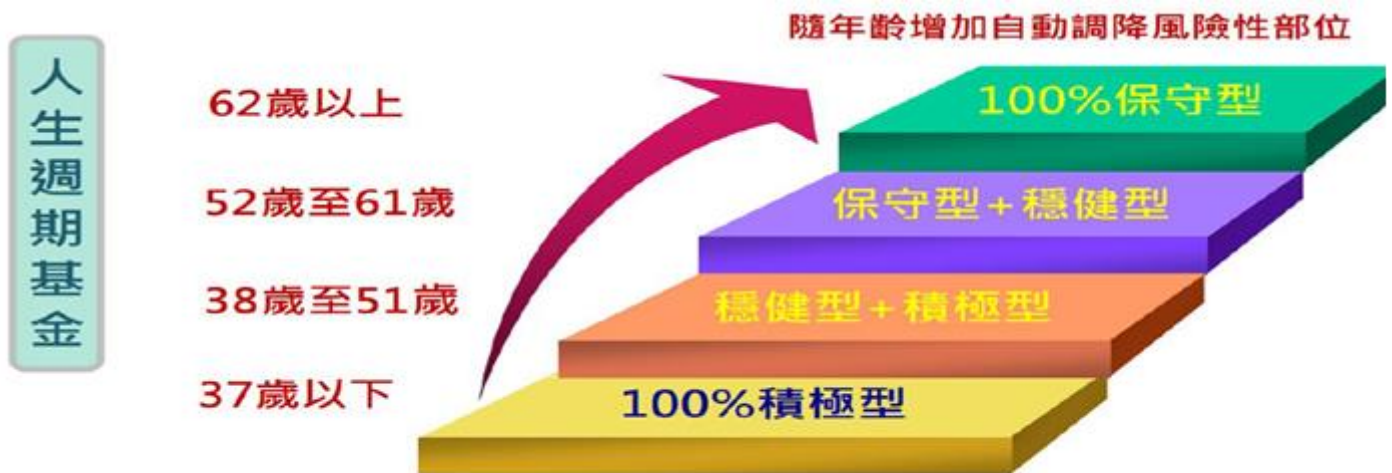 隨年齡增加自動調降風險性部位
人生週期基金
62歲以上
100%保守型
52歲至61歲
保守型+穩健型
38歲至51歲
穩健型+積極型
37歲以下
100%積極型